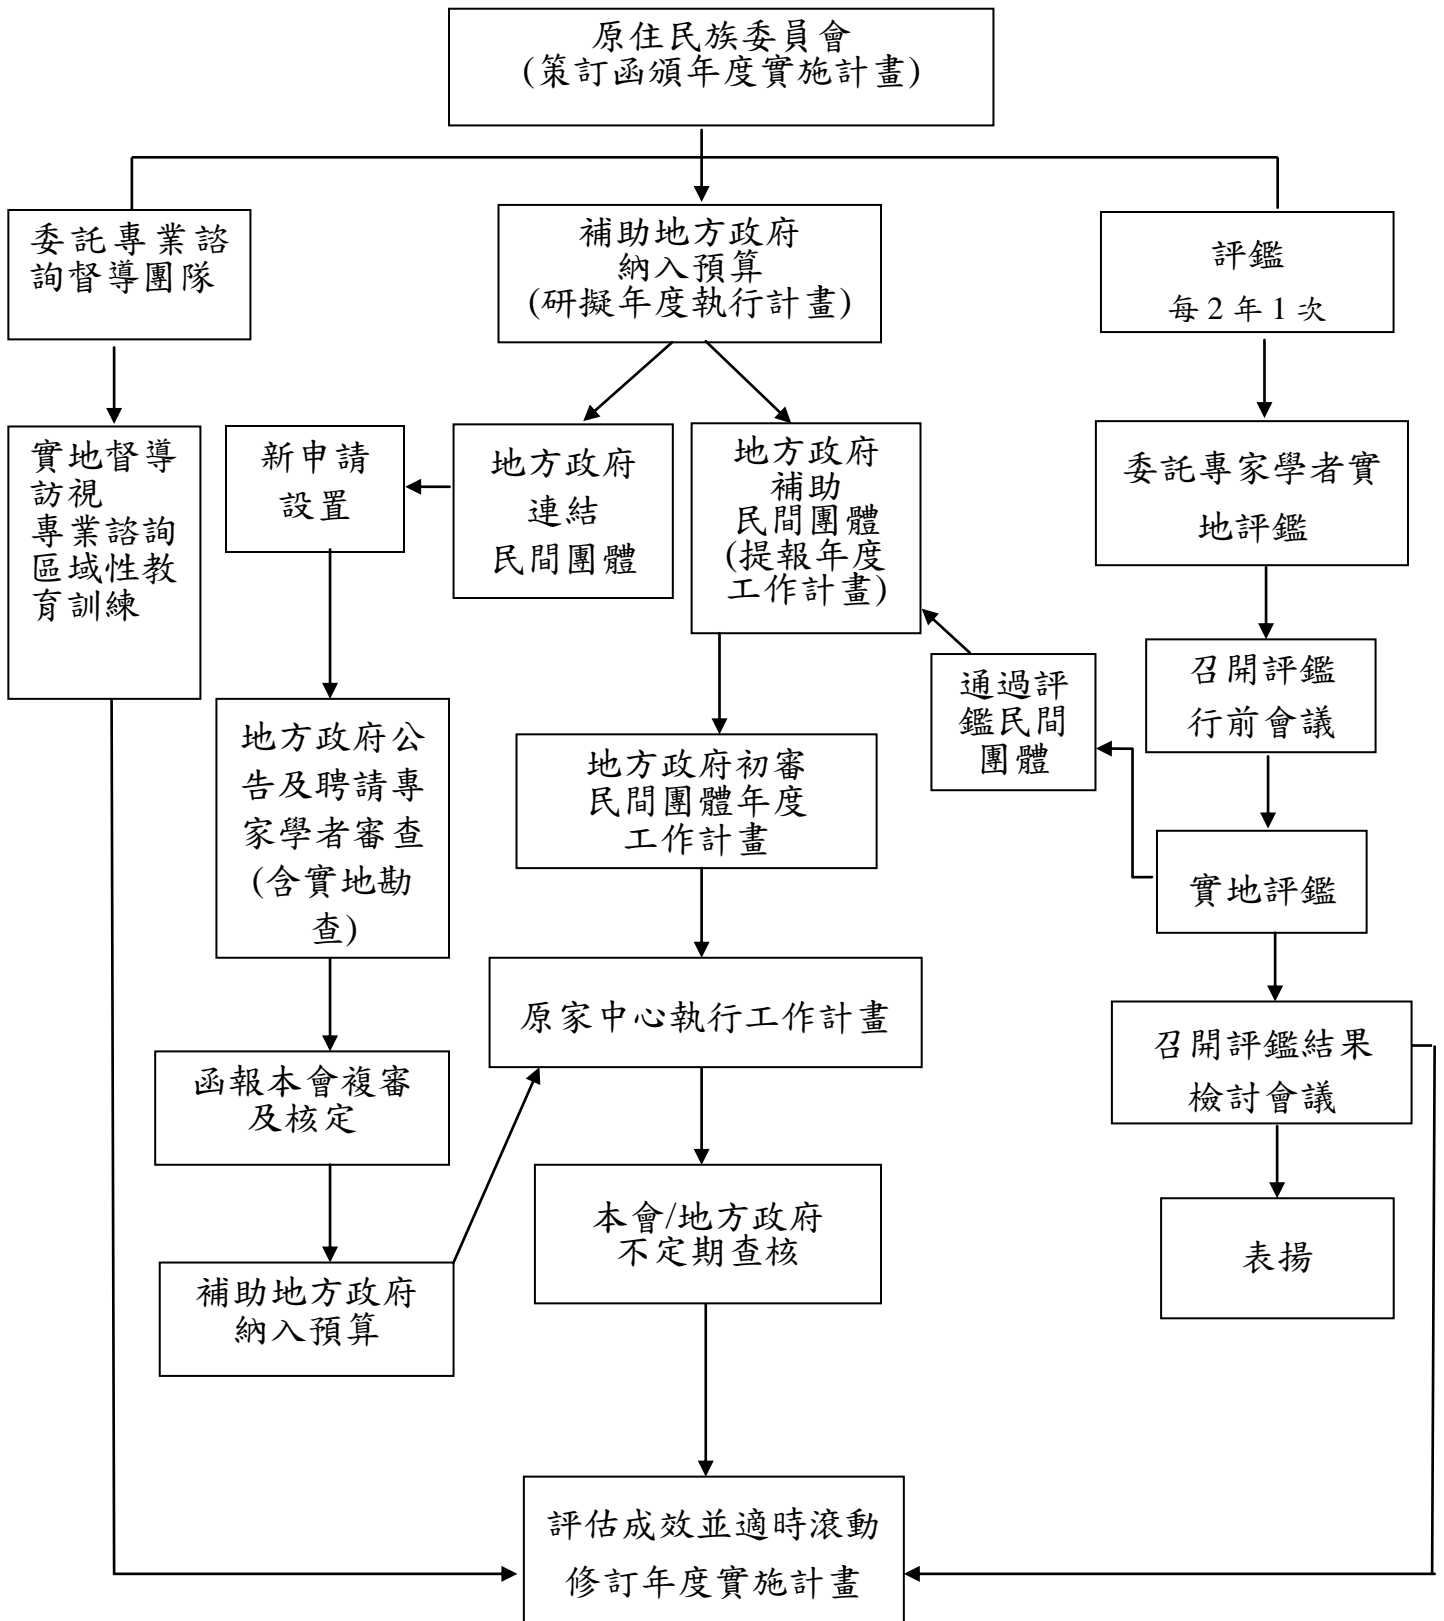 原住民族委員會
(策訂函頒年度實施計畫)
委託專業諮
詢督導團隊
補助地方政府
納入預算
(研擬年度執行計畫)
評鑑
每 2 年 1 次
實地督導
訪視
專業諮詢
區域性教
育訓練
新申請
設置
地方政府
連結
民間團體
地方政府
補助
民間團體
(提報年度
工作計畫)
委託專家學者實
地評鑑
通過評
鑑民間
團體
召開評鑑
行前會議
地方政府公
告及聘請專
家學者審查
(含實地勘
查)
地方政府初審
民間團體年度
工作計畫
實地評鑑
原家中心執行工作計畫
召開評鑑結果
檢討會議
函報本會複審
及核定
本會/地方政府
不定期查核
表揚
補助地方政府
納入預算
評估成效並適時滾動
修訂年度實施計畫